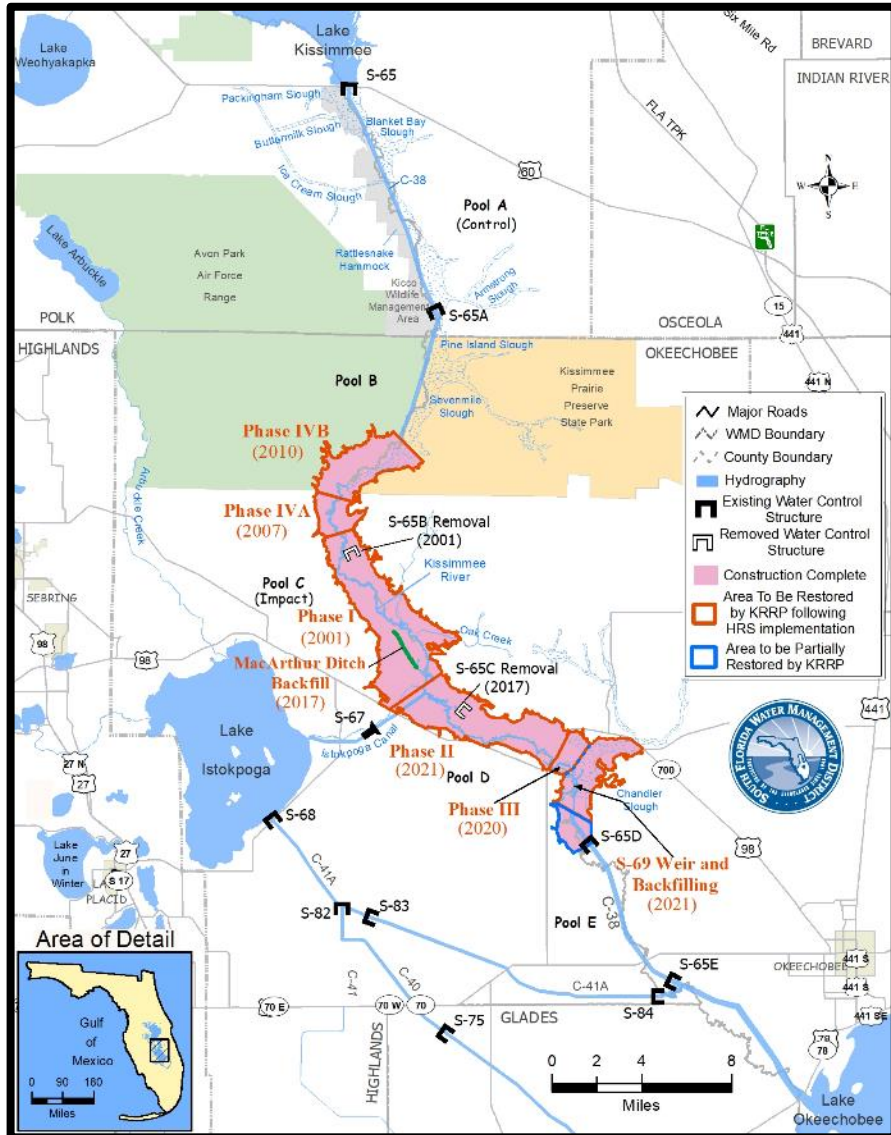 Lake
Weohyakapka
Lake
Kissimmee
S-65
Six Mile Rd
BREVARD
INDIAN RIVER
Packingham Slough
Blanket Bay
Slough
Buttermilk Slough
FLA TPK
Ice Cream Slough
C-38
60
W E
S
Pool A
(Control)
Lake Arbuckle
Avon Park
Air Force
Range
Rattlesnake
Hammock
Kicco
Wildlife
Management
Area
Armstrong
Slough
S-65A
15
441
POLK
HIGHLANDS
OSCEOLA
OKEECHOBEE
Pine Island Slough
Pool B
Kissimmee
Prairie
Preserve
State Park
Sevenmile
Slough
441 N
441 N
Major Roads
WMD Boundary
County Boundary
Hydrography
Existing Water Control
Structure
Removed Water Control
Structure
Construction Complete
Area To Be Restored
by KRRP following
HRS implementation
Area to be Partially
Restored by KRRP
Phase IVB
(2010)
Arbuckle Creek
Phase IVA
(2007)
S-65B Removal
(2001)
Kissimmee
River
Pool C
(Impact)
SEBRING
98
98
Phase I
(2001)
Oak Creek
MacArthur Ditch
Backfill
(2017)
S-65C Removal
(2017)
S-67
Istokpoga Canal
Lake
Istokpoga
Phase II
(2021)
Pool D
700
441
SOUTH FLORIDA WATER MANAGEMENT DISTRICT
27 N
27
Chandler
Slough
Phase III
(2020)
S-68
S-65D
98
S-69 Weir and
Backfilling
(2021)
Lake
June in
Winter
27
S 17
PLACID
C-41A
C-38
S-82
S-83
Pool E
Area of Detail
S-65E
OKEECHOBEE
441 S
441 S
441 SE
C-41
C-40
C-41A
S-84
70 E
70 W
70
GLADES
HIGHLANDS
S-75
78
78
Gulf
of
Mexico
0 90 160
Miles
0 2 4 8
Miles
Lake
Okeechobee